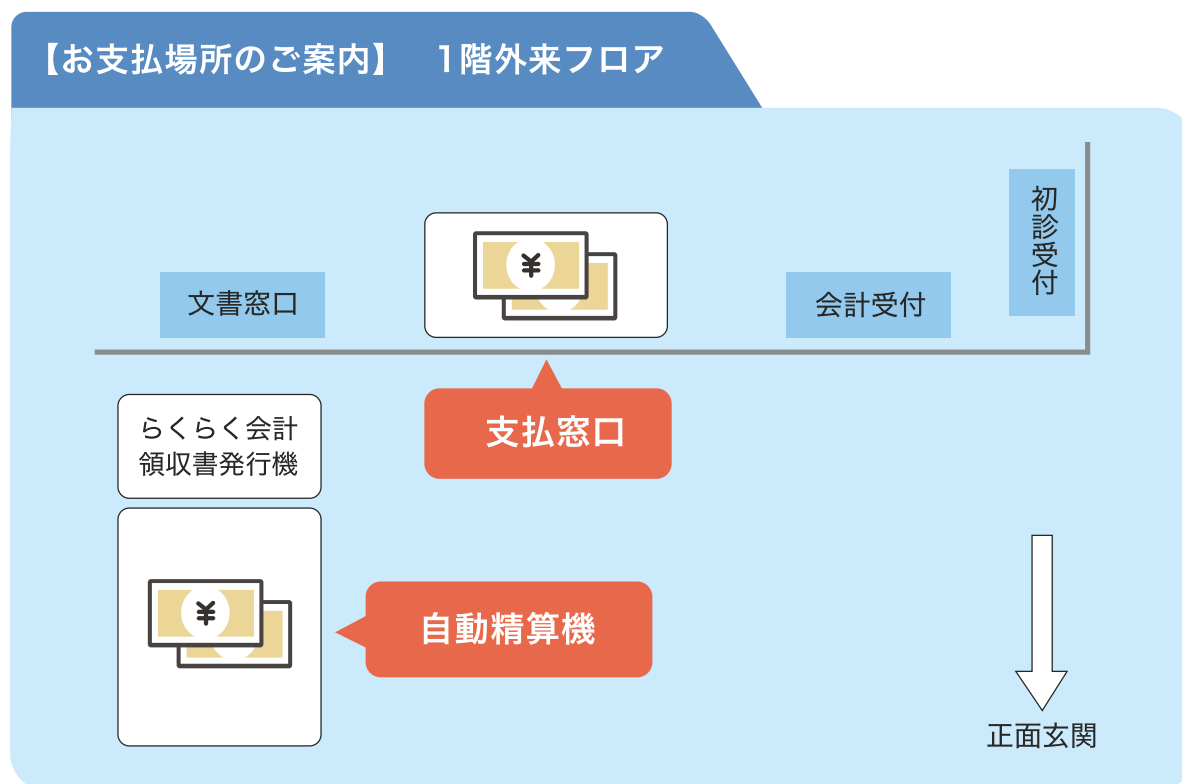 【お支払場所のご案内】　1階外来フロア
初診受付
文書窓口
¥
会計受付
支払窓口
らくらく会計
領収書発行機
¥
自動精算機
正面玄関